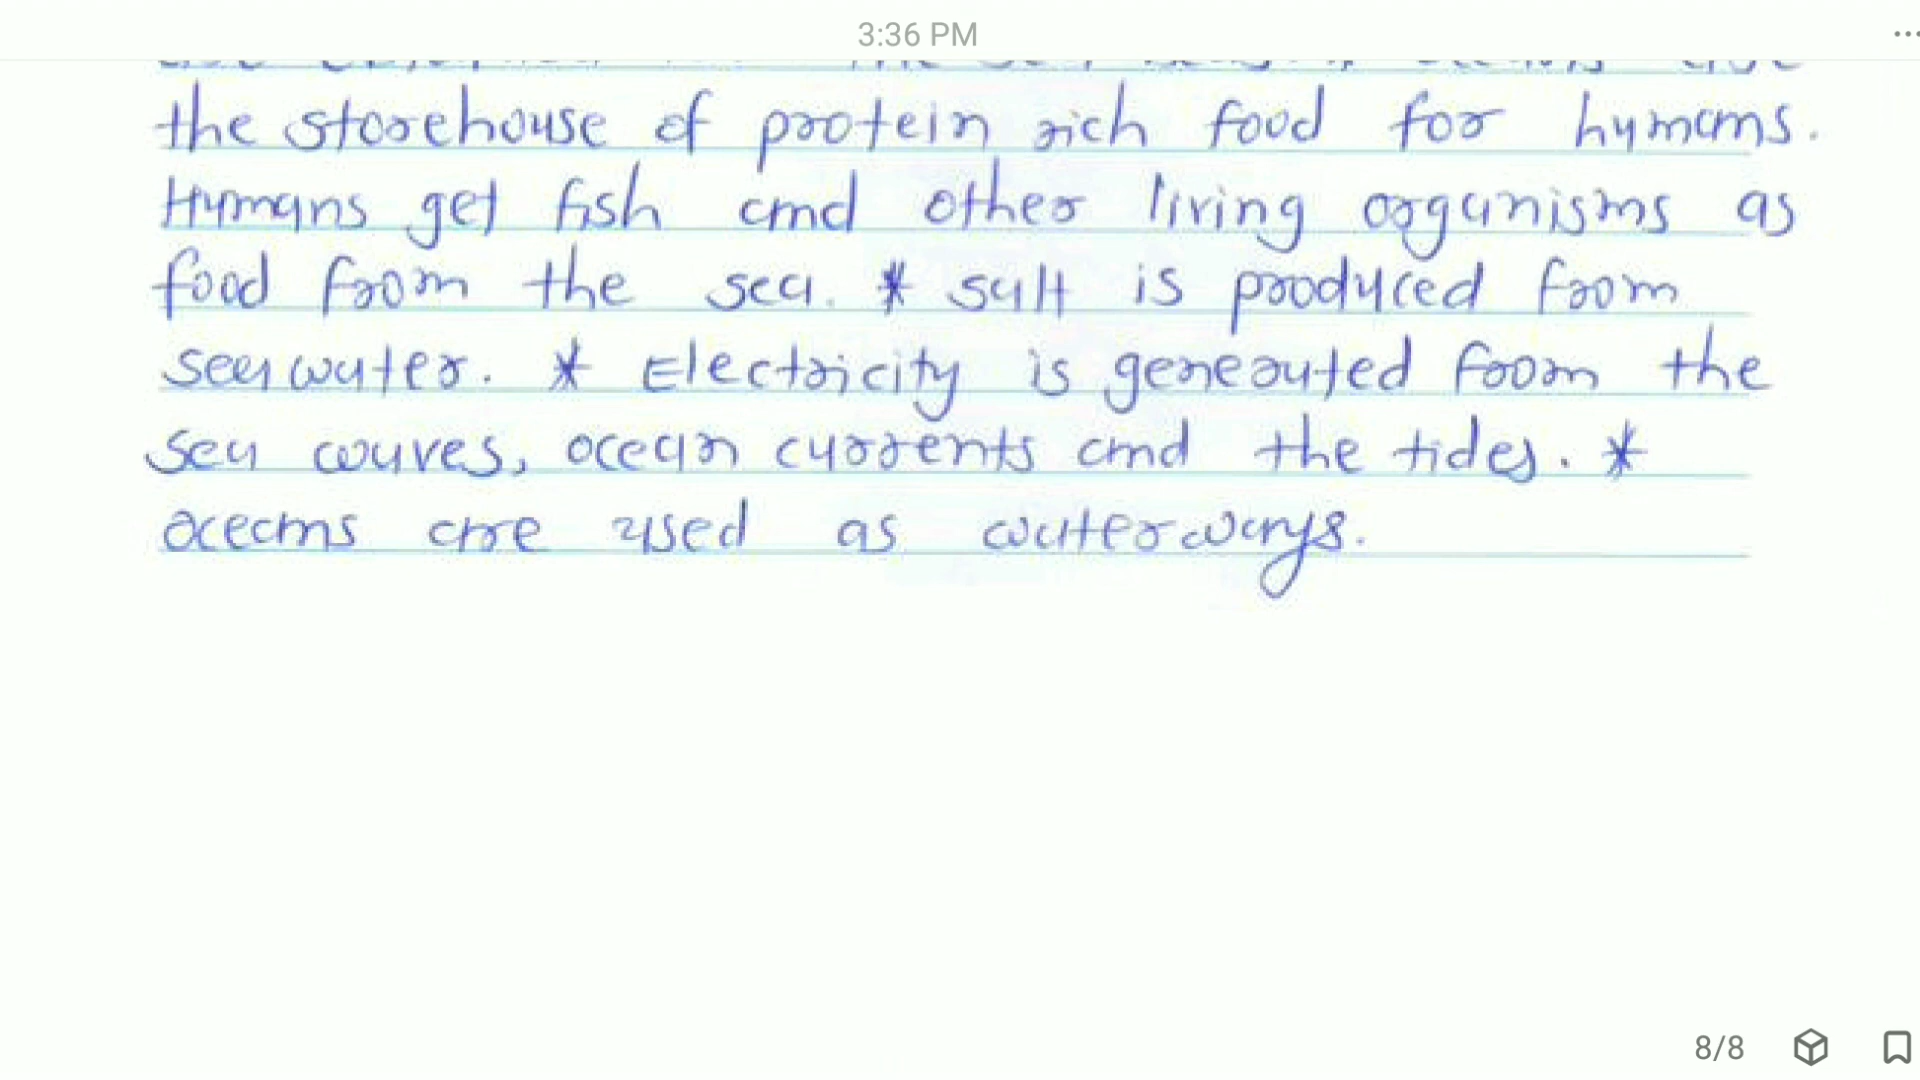 3:36 PM
the storehouse of protein rich food for humans.
Humans get fish and other living organisms as
food from the sea. * salt is produced from
sea water. * Electricity is generated from the
sea waves, ocean currents and the tides. *
oceans are used as waterways.
8/8